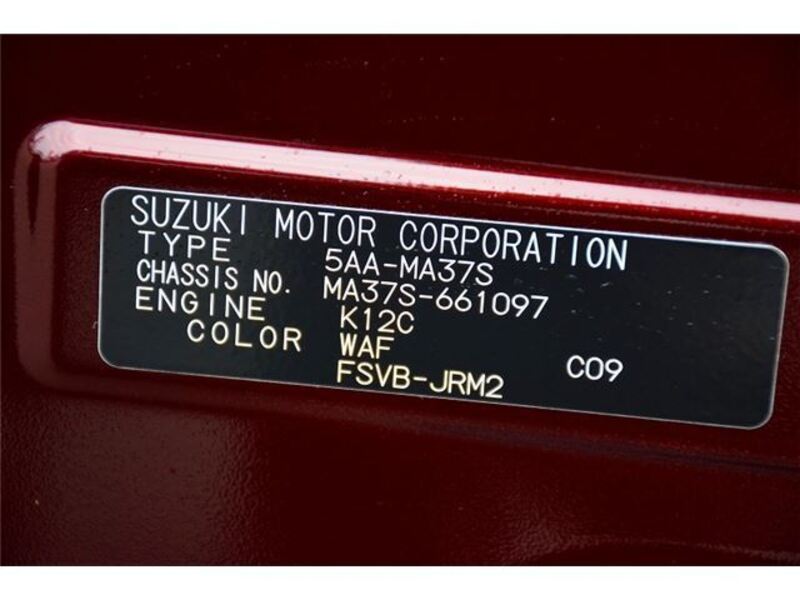 SUZUKI MOTOR CORPORATION
TYPE 5AA-MA37S
CHASSIS NO. MA37S-661097
ENGINE K12C
COLOR WAF C09
FSVB-JRM2